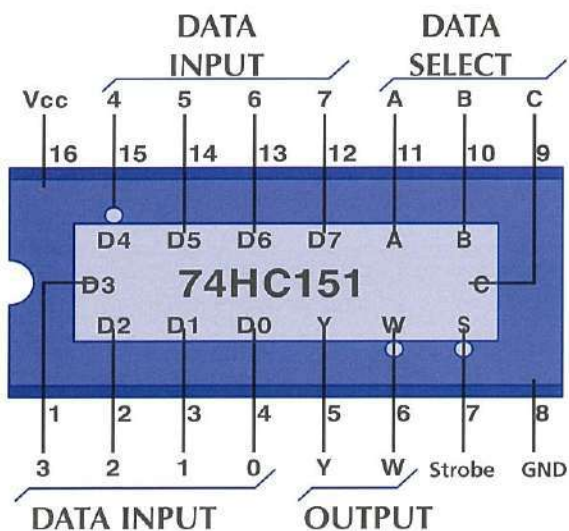 DATA INPUT
DATA SELECT
Vcc 4 5 6 7 A B C
16 15 14 13 12 11 10 9
D4 D5 D6 D7 A B
D3 74HC151 C
D2 D1 D0 Y W S
1 2 3 4 5 6 7 8
3 2 1 0 Y W Strobe GND
DATA INPUT OUTPUT